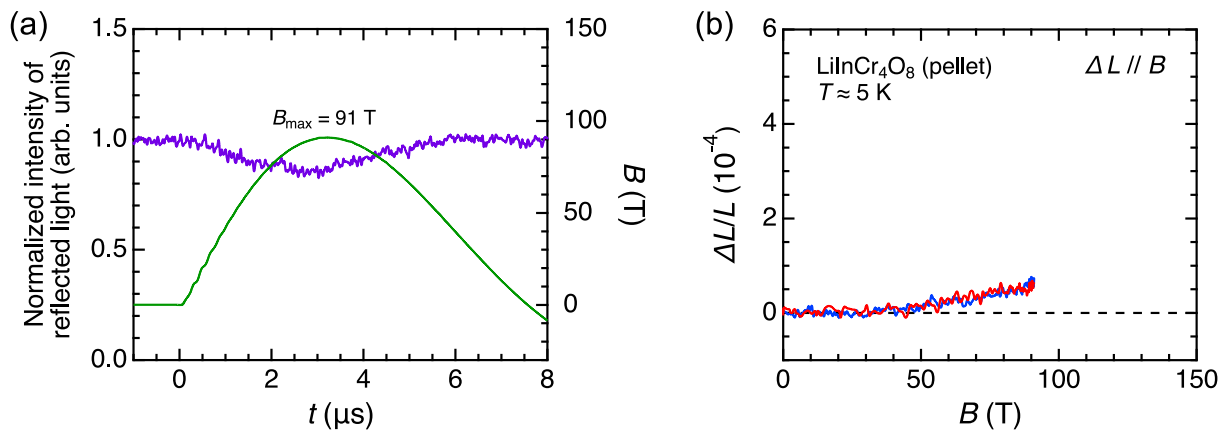 (a)
1.5
1.0
0.5
0.0
Normalized intensity of
reflected light (arb. units)
B_max = 91 T
150
100
50
0
B (T)
0
2
4
6
8
t (μs)
(b)
6
4
2
0
ΔL/L (10⁻⁴)
LiInCr₄O₈ (pellet)
T ≈ 5 K
ΔL // B
0
50
100
150
B (T)